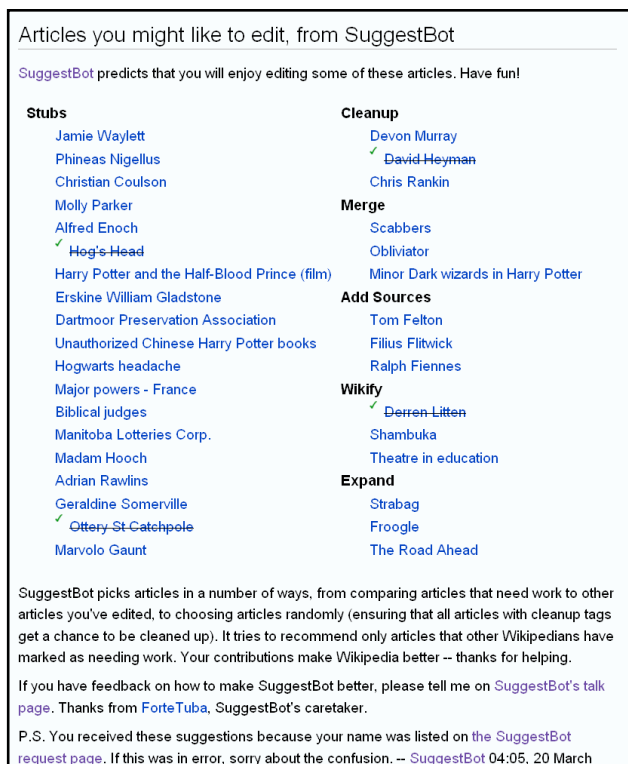 Articles you might like to edit, from SuggestBot
SuggestBot predicts that you will enjoy editing some of these articles. Have fun!
Stubs
Jamie Waylett
Phineas Nigellus
Christian Coulson
Molly Parker
Alfred Enoch
✓ Hog's Head
Harry Potter and the Half-Blood Prince (film)
Erskine William Gladstone
Dartmoor Preservation Association
Unauthorized Chinese Harry Potter books
Hogwarts headache
Major powers - France
Biblical judges
Manitoba Lotteries Corp.
Madam Hooch
Adrian Rawlins
Geraldine Somerville
✓ Ottery St Catchpole
Marvolo Gaunt
Cleanup
Devon Murray
✓ David Heyman
Chris Rankin
Merge
Scabbers
Obliviator
Minor Dark wizards in Harry Potter
Add Sources
Tom Felton
Filius Flitwick
Ralph Fiennes
Wikify
✓ Derren Litten
Shambuka
Theatre in education
Expand
Strabag
Froogle
The Road Ahead
SuggestBot picks articles in a number of ways, from comparing articles that need work to other
articles you've edited, to choosing articles randomly (ensuring that all articles with cleanup tags
get a chance to be cleaned up). It tries to recommend only articles that other Wikipedians have
marked as needing work. Your contributions make Wikipedia better -- thanks for helping.
If you have feedback on how to make SuggestBot better, please tell me on SuggestBot's talk
page. Thanks from ForteTuba, SuggestBot's caretaker.
P.S. You received these suggestions because your name was listed on the SuggestBot
request page. If this was in error, sorry about the confusion. -- SuggestBot 04:05, 20 March